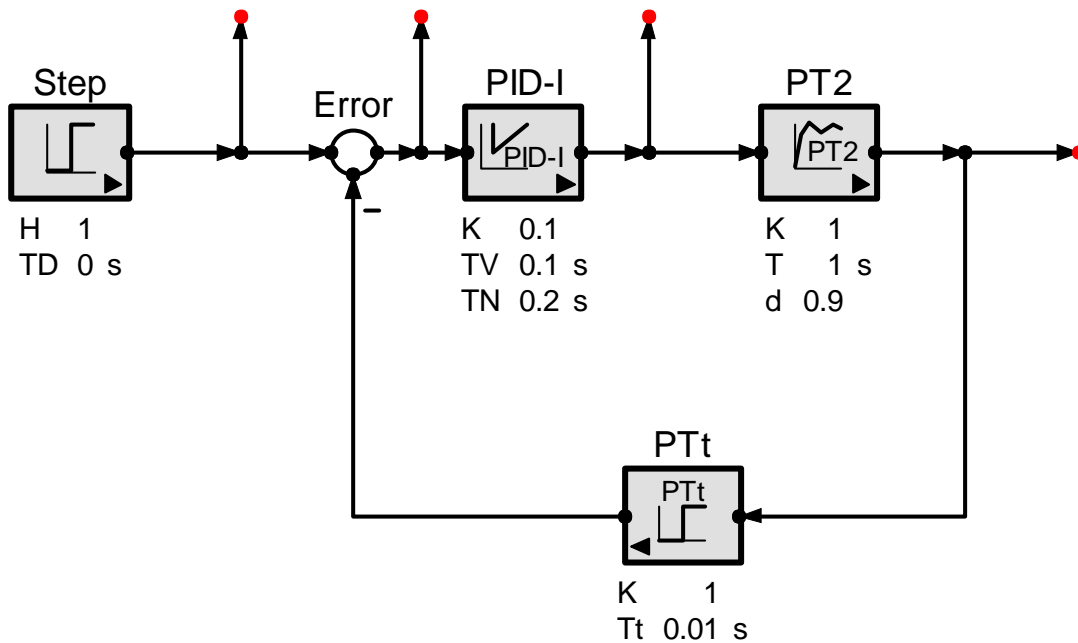 Step
Error
PID-I
PT2
PID-I
PT2
H 1
TD 0 s
–
K 0.1
TV 0.1 s
TN 0.2 s
K 1
T 1 s
d 0.9
PTt
PTt
K 1
Tt 0.01 s